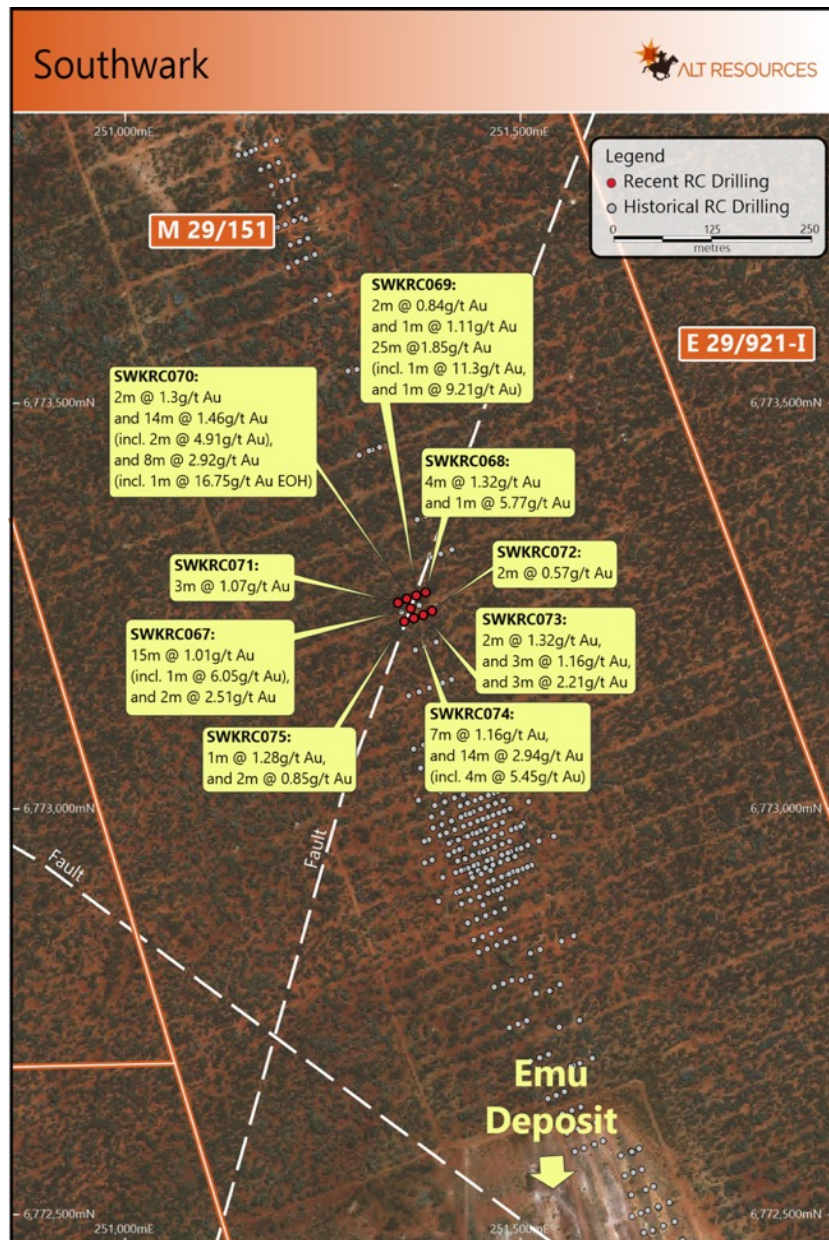 Southwark
ALT RESOURCES
251,000mE
251,500mE
Legend
Recent RC Drilling
Historical RC Drilling
0 125 250
metres
M 29/151
E 29/921-I
SWKRC069:
2m @ 0.84g/t Au
and 1m @ 1.11g/t Au
25m @1.85g/t Au
(incl. 1m @ 11.3g/t Au,
and 1m @ 9.21g/t Au)
SWKRC070:
2m @ 1.3g/t Au
and 14m @ 1.46g/t Au
(incl. 2m @ 4.91g/t Au),
and 8m @ 2.92g/t Au
(incl. 1m @ 16.75g/t Au EOH)
6,773,500mN
6,773,500mN
SWKRC068:
4m @ 1.32g/t Au
and 1m @ 5.77g/t Au
SWKRC071:
3m @ 1.07g/t Au
SWKRC072:
2m @ 0.57g/t Au
SWKRC067:
15m @ 1.01g/t Au
(incl. 1m @ 6.05g/t Au),
and 2m @ 2.51g/t Au
SWKRC073:
2m @ 1.32g/t Au,
and 3m @ 1.16g/t Au,
and 3m @ 2.21g/t Au
SWKRC075:
1m @ 1.28g/t Au,
and 2m @ 0.85g/t Au
SWKRC074:
7m @ 1.16g/t Au,
and 14m @ 2.94g/t Au
(incl. 4m @ 5.45g/t Au)
6,773,000mN
6,773,000mN
Fault
Fault
Emu
Deposit
6,772,500mN
251,000mE
251,500mE
6,772,500mN